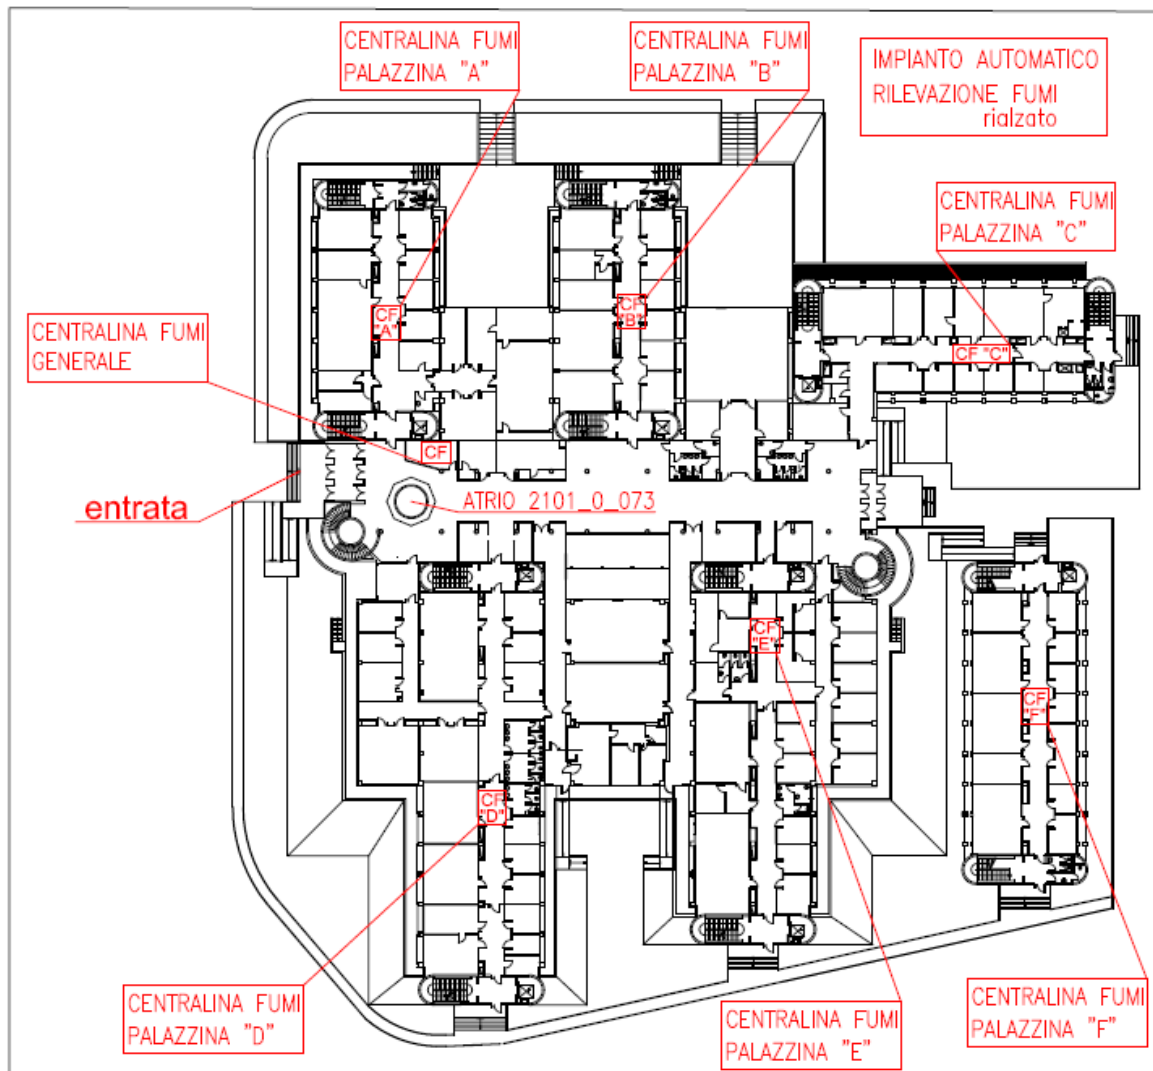 CENTRALINA FUMI
PALAZZINA "A"
CENTRALINA FUMI
PALAZZINA "B"
IMPIANTO AUTOMATICO
RILEVAZIONE FUMI
rialzato
CENTRALINA FUMI
PALAZZINA "C"
CENTRALINA FUMI
GENERALE
CF
"A"
CF
"B"
CF "C"
CF
entrata
ATRIO 2101_0_073
CF
"E"
CF
"F"
CF
"D"
CENTRALINA FUMI
PALAZZINA "D"
CENTRALINA FUMI
PALAZZINA "E"
CENTRALINA FUMI
PALAZZINA "F"